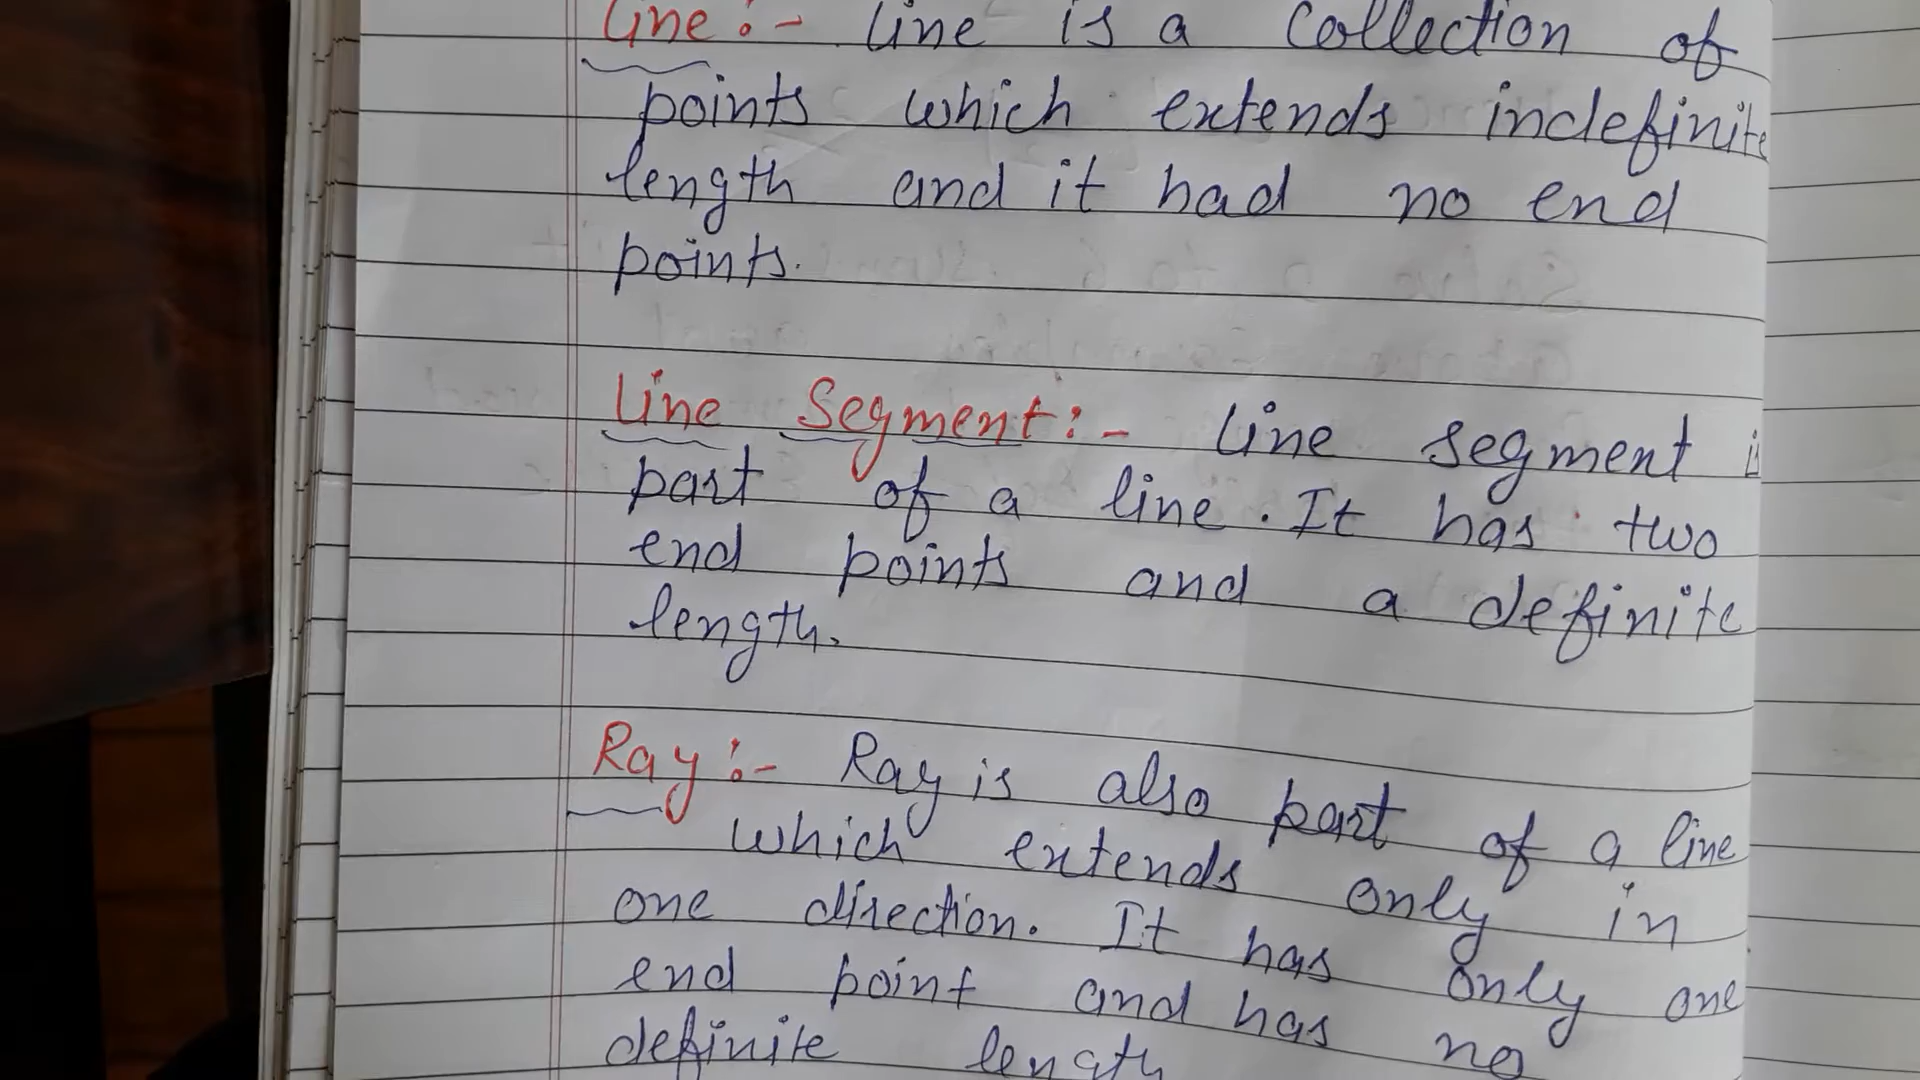 Line :- Line is a Collection of
points which extends indefinite
length and it had no end
points.
Line Segment :- Line segment is
part of a line. It has two
end points and a definite
length.
Ray :- Ray is also part of a line
which extends only in
one direction. It has only one
end point and has no
definite length